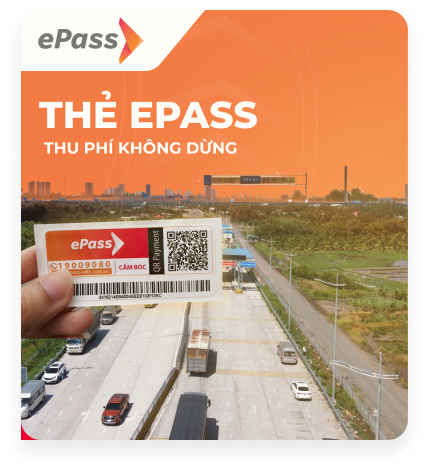 ePass
THẺ EPASS
THU PHÍ KHÔNG DỪNG
ePass
19009080
CẤM BÓC
QR Payment